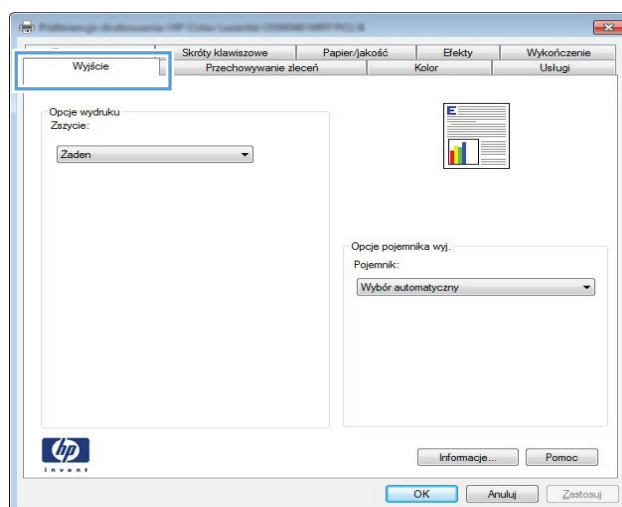 Skróty klawiszowe Papier/jakość Efekty Wykończenie
Wyjście Przechowywanie zleceń Kolor Usługi
Opcje wydruku
Zszycie:
Żaden
E
Opcje pojemnika wyj.
Pojemnik:
Wybór automatyczny
hp
invent
Informacje... Pomoc
OK Anuluj Zastosuj